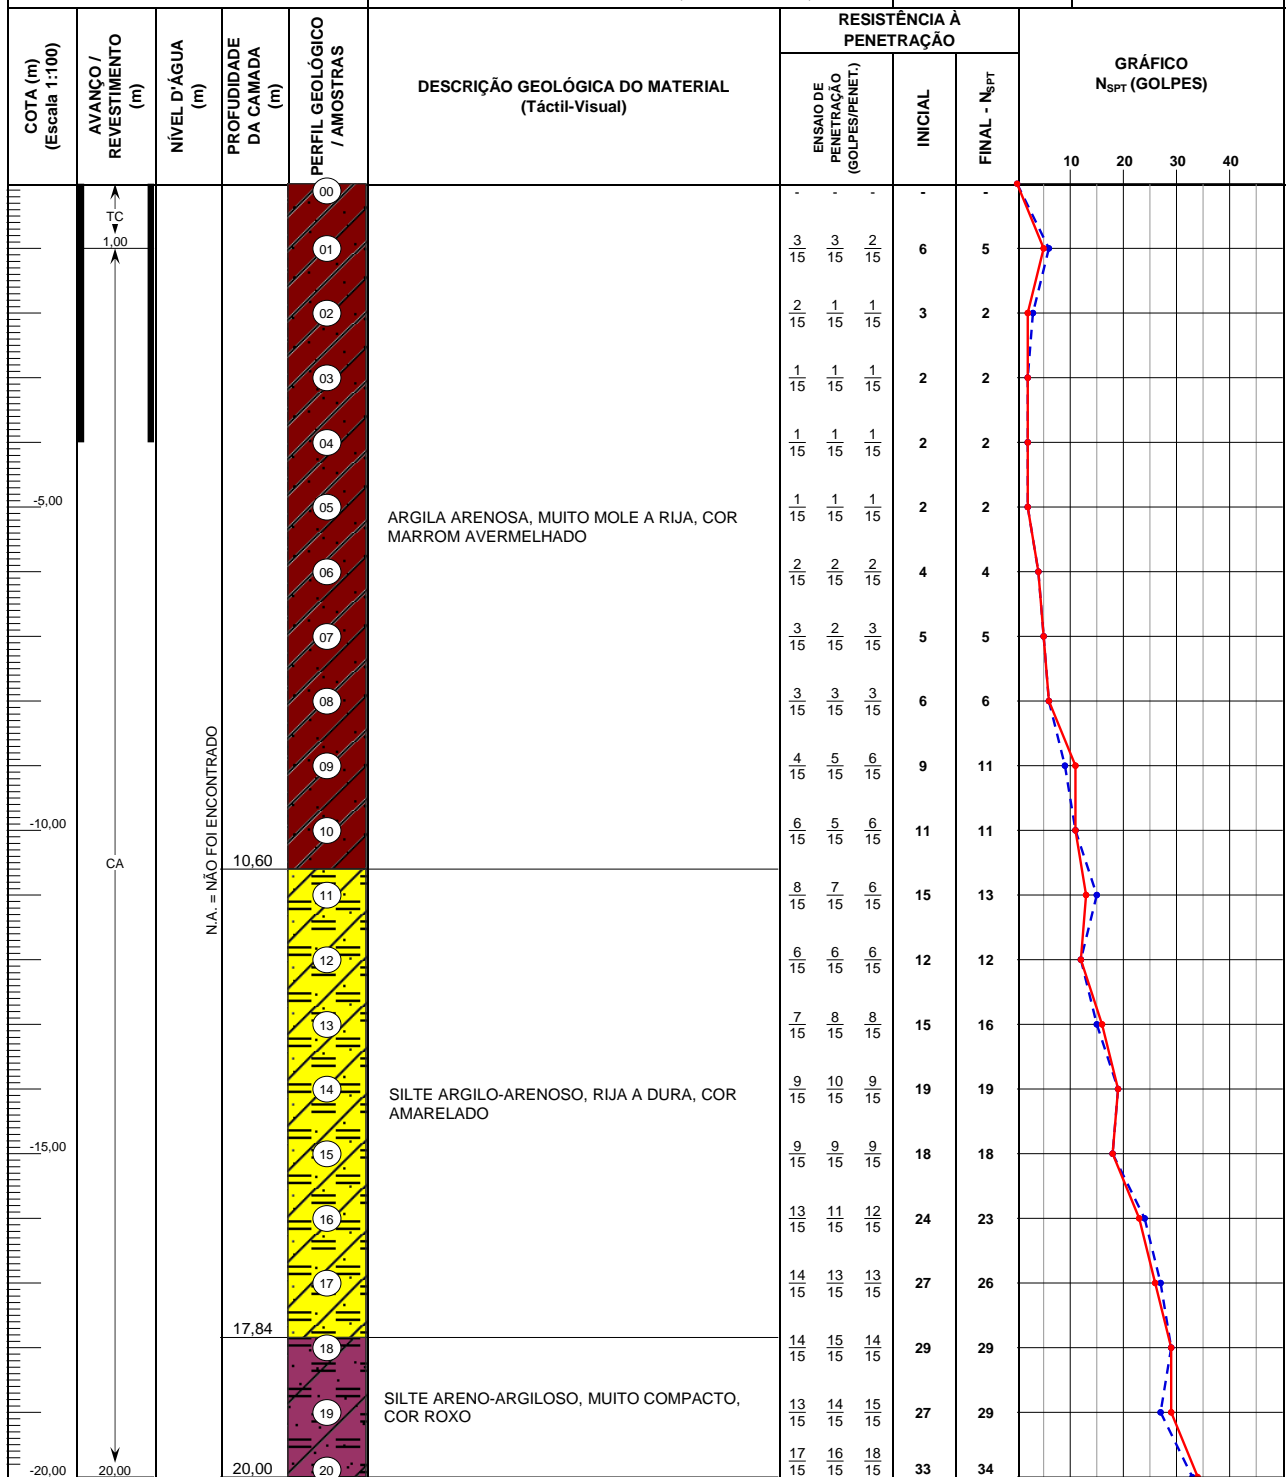 RESISTÊNCIA À
PENETRAÇÃO
COTA (m)
(Escala 1:100)
AVANÇO /
REVESTIMENTO
(m)
NÍVEL D'ÁGUA
(m)
PROFUDIDADE
DA CAMADA
(m)
PERFIL GEOLÓGICO
/ AMOSTRAS
DESCRIÇÃO GEOLÓGICA DO MATERIAL
(Táctil-Visual)
ENSAIO DE
PENETRAÇÃO
(GOLPES/PENET.)
INICIAL
FINAL - NSPT
GRÁFICO
NSPT (GOLPES)
10 20 30 40
00 - - - - -
TC
1,00
01 3/15 3/15 2/15 6 5
02 2/15 1/15 1/15 3 2
03 1/15 1/15 1/15 2 2
04 1/15 1/15 1/15 2 2
-5,00 05 1/15 1/15 1/15 2 2
ARGILA ARENOSA, MUITO MOLE A RIJA, COR
MARROM AVERMELHADO
06 2/15 2/15 2/15 4 4
07 3/15 2/15 3/15 5 5
08 3/15 3/15 3/15 6 6
N.A. = NÃO FOI ENCONTRADO
09 4/15 5/15 6/15 9 11
-10,00 10 6/15 5/15 6/15 11 11
CA 10,60
11 8/15 7/15 6/15 15 13
12 6/15 6/15 6/15 12 12
13 7/15 8/15 8/15 15 16
14 9/15 10/15 9/15 19 19
SILTE ARGILO-ARENOSO, RIJA A DURA, COR
AMARELADO
-15,00 15 9/15 9/15 9/15 18 18
16 13/15 11/15 12/15 24 23
17 14/15 13/15 13/15 27 26
17,84
18 14/15 15/15 14/15 29 29
SILTE ARENO-ARGILOSO, MUITO COMPACTO,
COR ROXO
19 13/15 14/15 15/15 27 29
-20,00 20,00 20,00 20 17/15 16/15 18/15 33 34